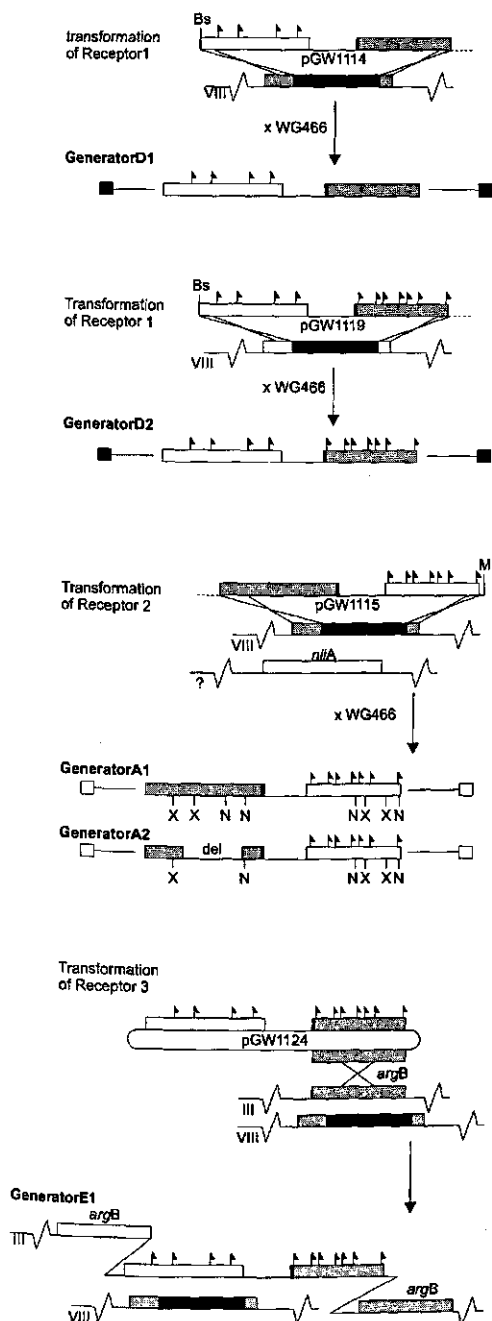 transformation
of Receptor1
Bs
pGW1114
VIII
x WG466
GeneratorD1
Transformation
of Receptor 1
Bs
pGW1119
VIII
x WG466
GeneratorD2
Transformation
of Receptor 2
M
pGW1115
VIII
niiA
?
x WG466
GeneratorA1
X X N N N X X N
GeneratorA2
del
X N N X X N
Transformation
of Receptor 3
pGW1124
argB
III
VIII
GeneratorE1
argB
III
argB
VIII